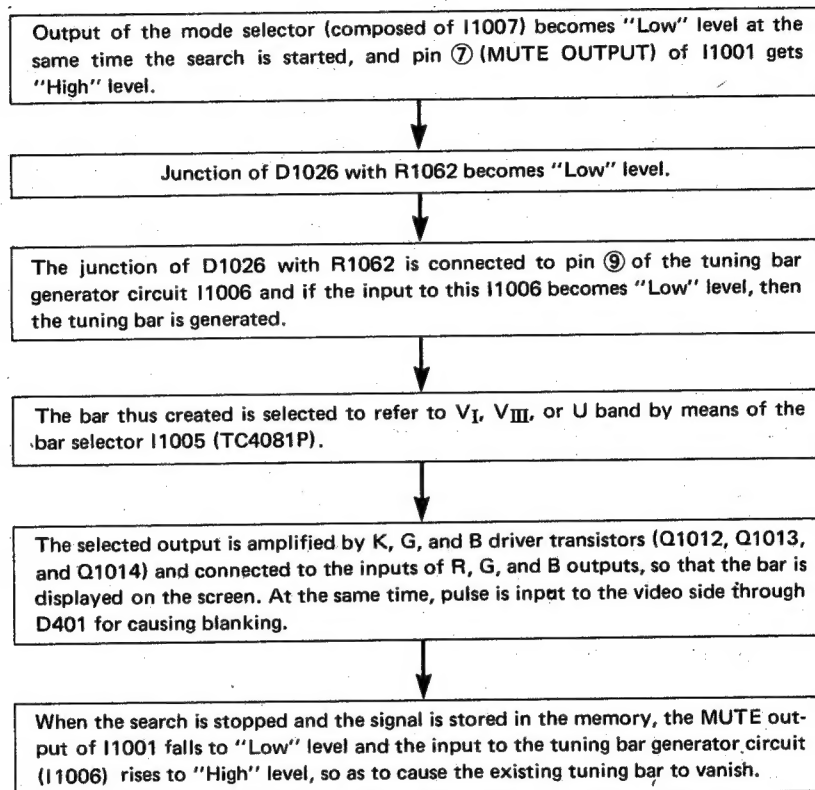 Output of the mode selector (composed of I1007) becomes "Low" level at the
same time the search is started, and pin ⑦ (MUTE OUTPUT) of I1001 gets
"High" level.
Junction of D1026 with R1062 becomes "Low" level.
The junction of D1026 with R1062 is connected to pin ⑨ of the tuning bar
generator circuit I1006 and if the input to this I1006 becomes "Low" level, then
the tuning bar is generated.
The bar thus created is selected to refer to VI, VIII, or U band by means of the
bar selector I1005 (TC4081P).
The selected output is amplified by K, G, and B driver transistors (Q1012, Q1013,
and Q1014) and connected to the inputs of R, G, and B outputs, so that the bar is
displayed on the screen. At the same time, pulse is input to the video side through
D401 for causing blanking.
When the search is stopped and the signal is stored in the memory, the MUTE out-
put of I1001 falls to "Low" level and the input to the tuning bar generator circuit
(I1006) rises to "High" level, so as to cause the existing tuning bar to vanish.